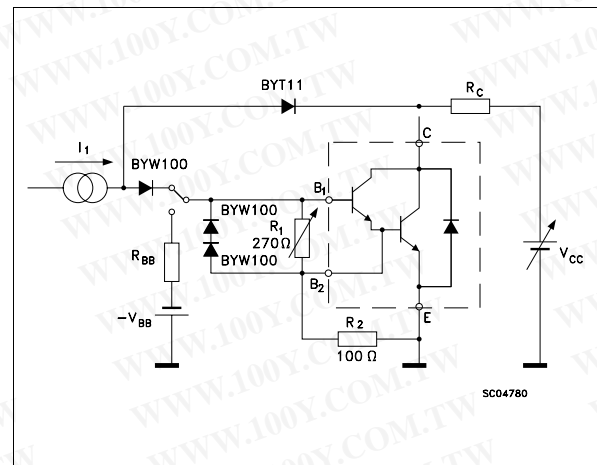 WWW.100Y.COM.TW
BYT11
R_C
I_1
BYW100
C
B_1
BYW100
R_1
270Ω
BYW100
R_BB
B_2
V_CC
-V_BB
E
R_2
100 Ω
SC04780